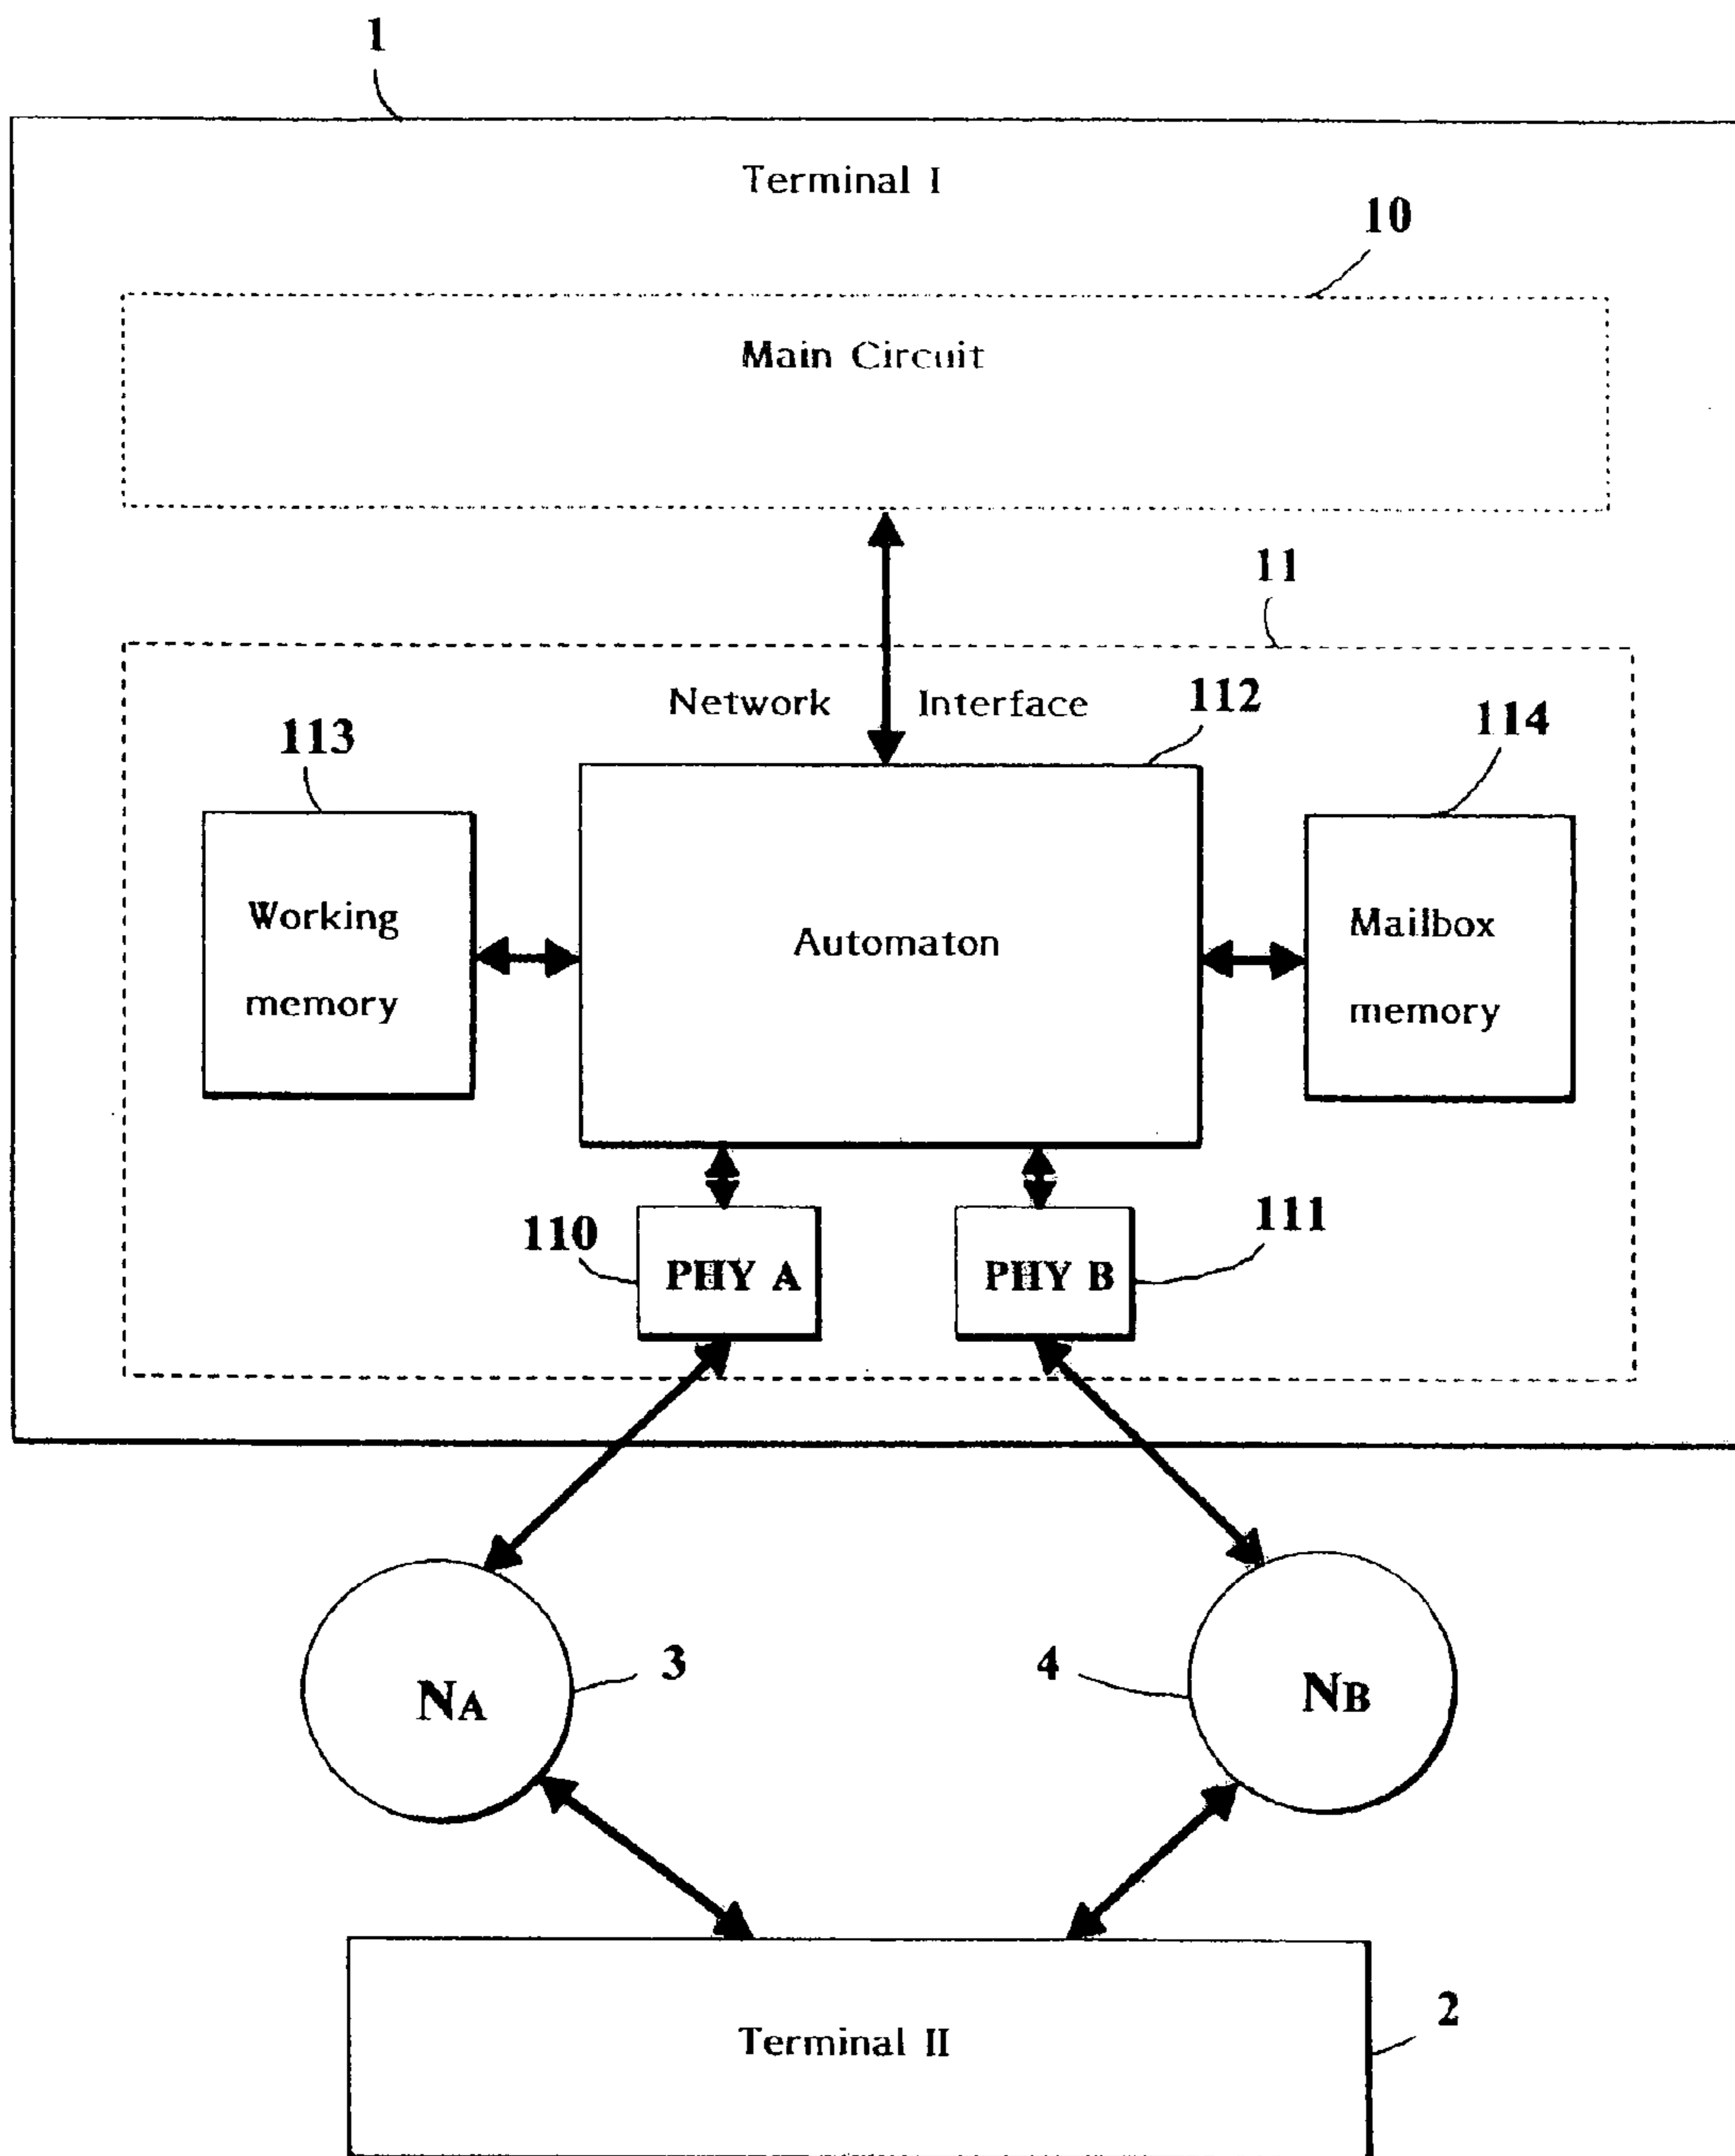 1
Terminal I
10
Main Circuit
11
Network Interface
112
113
114
Working
memory
Automaton
Mailbox
memory
110
PHY A
PHY B
111
NA
3
4
NB
Terminal II
2